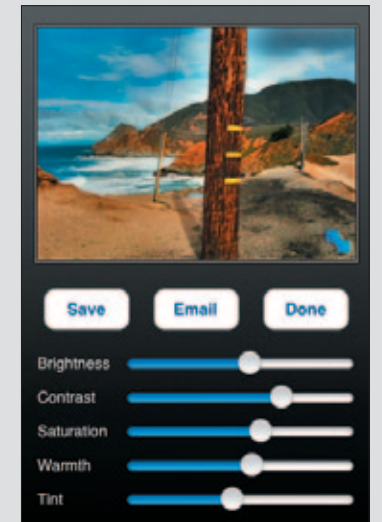 Save Email Done
Brightness
Contrast
Saturation
Warmth
Tint